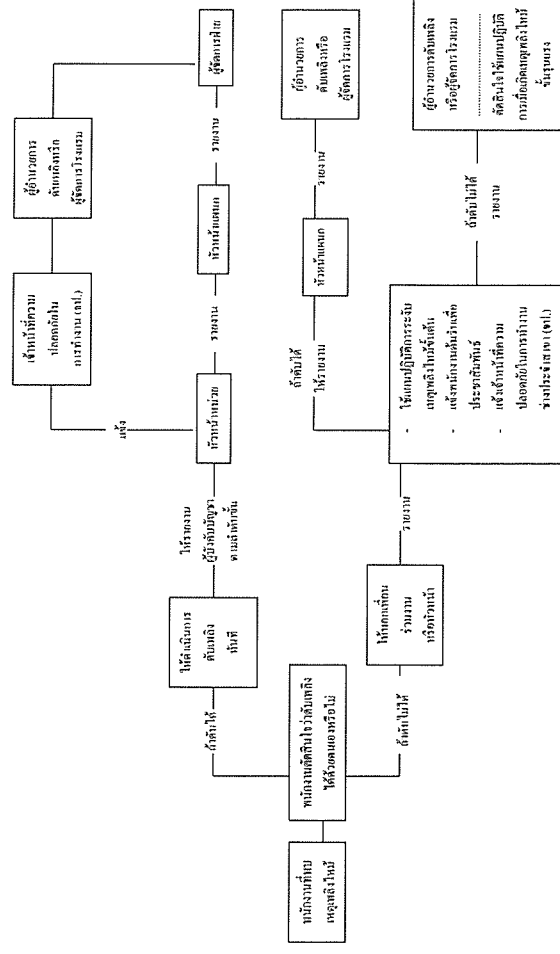 พนักงานที่พบ
เหตุเพลิงไหม้
พนักงานตัดสินใจว่าดับเพลิง
ได้ด้วยตนเองหรือไม่
ถ้าดับได้
ให้ดำเนินการ
ดับเพลิง
ทันที
ให้รายงาน
ผู้บังคับบัญชา
ตามลำดับชั้น
หัวหน้าหน่วย
แจ้ง
เจ้าหน้าที่ความ
ปลอดภัยใน
การทำงาน (จป.)
ผู้อำนวยการ
ดับเพลิงหรือ
ผู้จัดการโรงแรม
รายงาน
หัวหน้าแผนก
รายงาน
ผู้จัดการฝ่าย
ถ้าดับไม่ได้
ให้บอกเพื่อน
ร่วมงาน
หรือหัวหน้า
รายงาน
- ใช้แผนปฏิบัติการระงับ
เหตุเพลิงไหม้ขั้นต้น
- แจ้งพนักงานต้อนรับเพื่อ
ประชาสัมพันธ์
- แจ้งเจ้าหน้าที่ความ
ปลอดภัยในการทำงาน
ช่างประจำสาขา (จป.)
ถ้าดับได้
ให้รายงาน
หัวหน้าแผนก
รายงาน
ผู้อำนวยการ
ดับเพลิงหรือ
ผู้จัดการโรงแรม
ถ้าดับไม่ได้
รายงาน
ผู้อำนวยการดับเพลิง
หรือผู้จัดการโรงแรม
ตัดสินใจใช้แผนปฏิบัติ
การเมื่อเกิดเหตุเพลิงไหม้
ขั้นรุนแรง